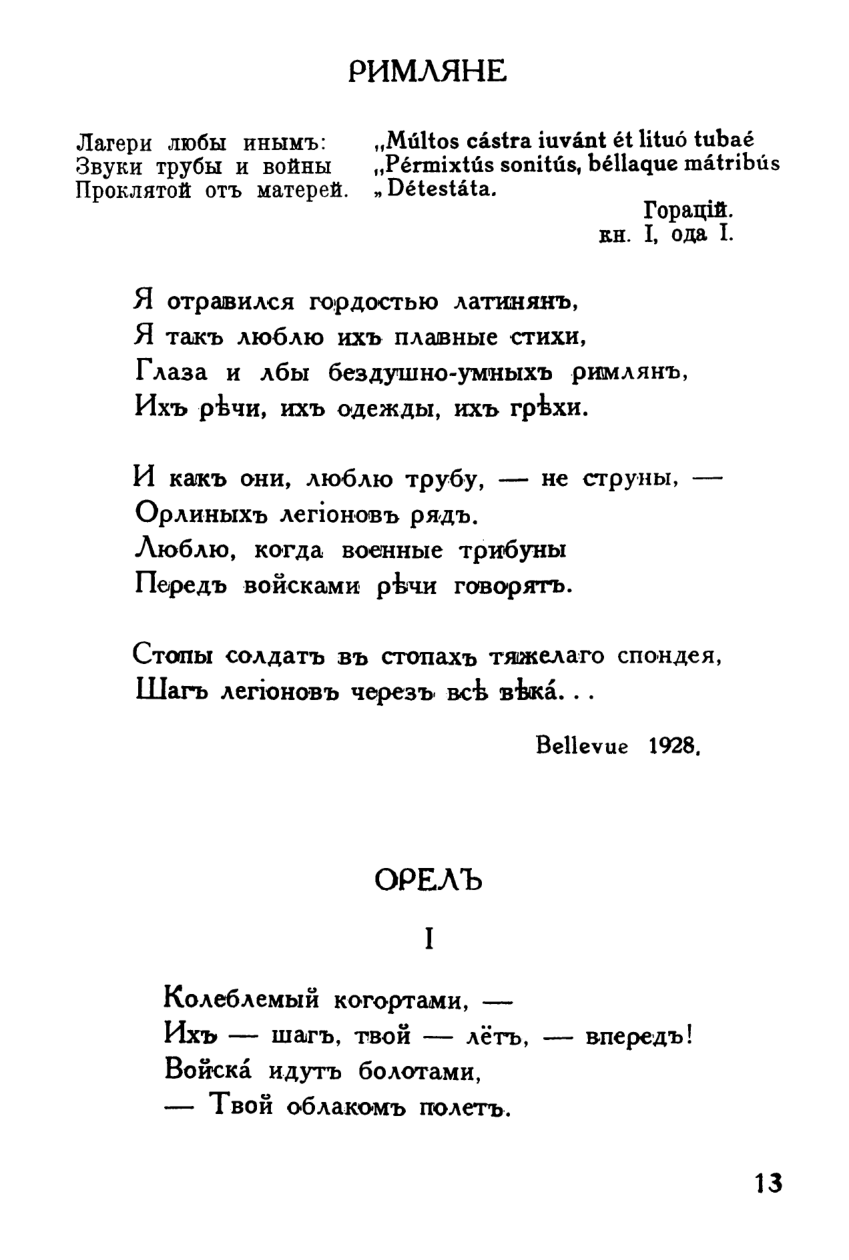 РИМЛЯНЕ
Лагери любы инымъ:
Звуки трубы и войны
Проклятой отъ матерей.
„Múltos cástra iuvánt ét lituó tubaé
„Pérmixtús sonitús, béllaque mátribús
„Détestáta.
Горацій.
кн. I, ода I.
Я отравился гордостью латинянъ,
Я такъ люблю ихъ плавные стихи,
Глаза и лбы бездушно-умныхъ римлянъ,
Ихъ рѣчи, ихъ одежды, ихъ грѣхи.
И какъ они, люблю трубу, — не струны, —
Орлиныхъ легіоновъ рядъ.
Люблю, когда военные трибуны
Передъ войсками рѣчи говорятъ.
Стопы солдатъ въ стопахъ тяжелаго спондея,
Шагъ легіоновъ черезъ всѣ вѣкá. . .
Bellevue 1928.
ОРЕЛЪ
I
Колеблемый когортами, —
Ихъ — шагъ, твой — лётъ, — впередъ!
Войскá идутъ болотами,
— Твой облакомъ полетъ.
13